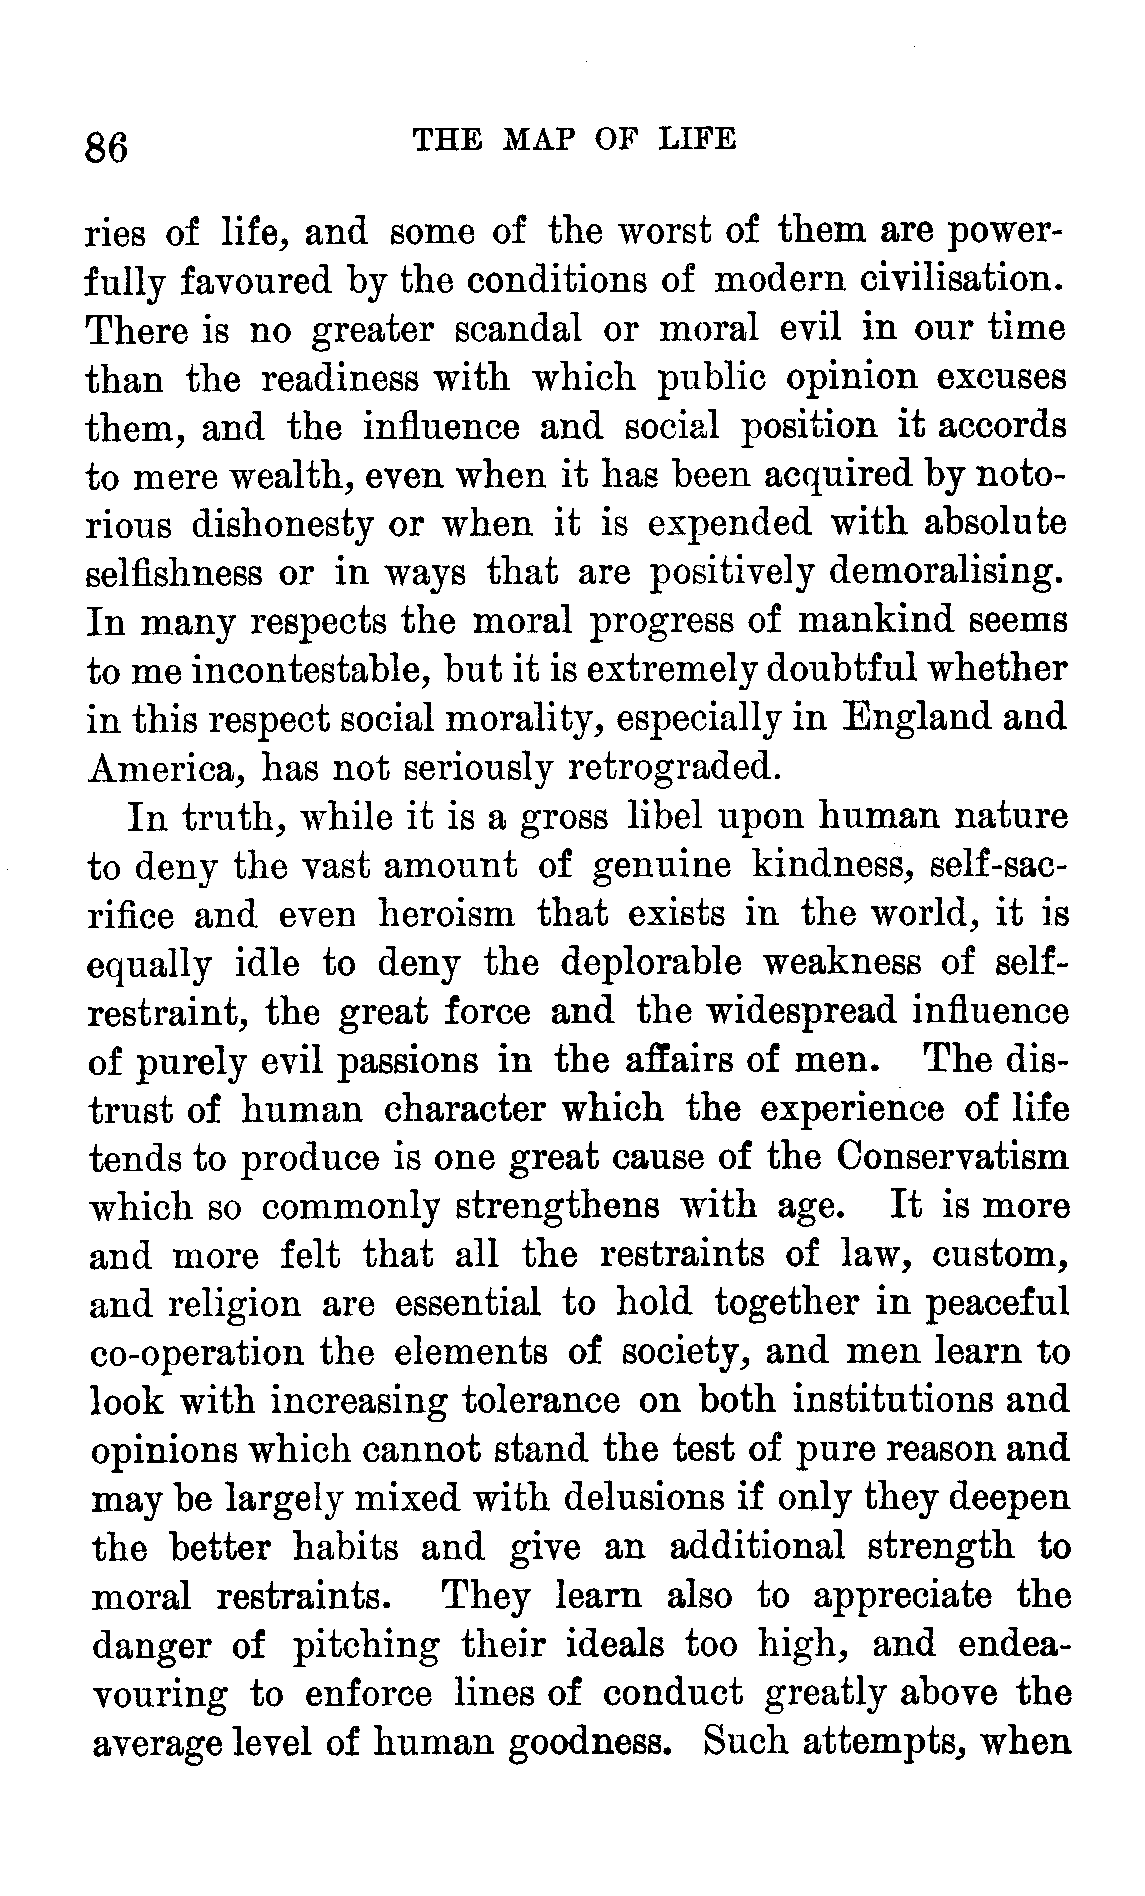 86 THE MAP OF LIFE
ries of life, and some of the worst of them are power-
fully favoured by the conditions of modern civilisation.
There is no greater scandal or moral evil in our time
than the readiness with which public opinion excuses
them, and the influence and social position it accords
to mere wealth, even when it has been acquired by noto-
rious dishonesty or when it is expended with absolute
selfishness or in ways that are positively demoralising.
In many respects the moral progress of mankind seems
to me incontestable, but it is extremely doubtful whether
in this respect social morality, especially in England and
America, has not seriously retrograded.
In truth, while it is a gross libel upon human nature
to deny the vast amount of genuine kindness, self-sac-
rifice and even heroism that exists in the world, it is
equally idle to deny the deplorable weakness of self-
restraint, the great force and the widespread influence
of purely evil passions in the affairs of men. The dis-
trust of human character which the experience of life
tends to produce is one great cause of the Conservatism
which so commonly strengthens with age. It is more
and more felt that all the restraints of law, custom,
and religion are essential to hold together in peaceful
co-operation the elements of society, and men learn to
look with increasing tolerance on both institutions and
opinions which cannot stand the test of pure reason and
may be largely mixed with delusions if only they deepen
the better habits and give an additional strength to
moral restraints. They learn also to appreciate the
danger of pitching their ideals too high, and endea-
vouring to enforce lines of conduct greatly above the
average level of human goodness. Such attempts, when